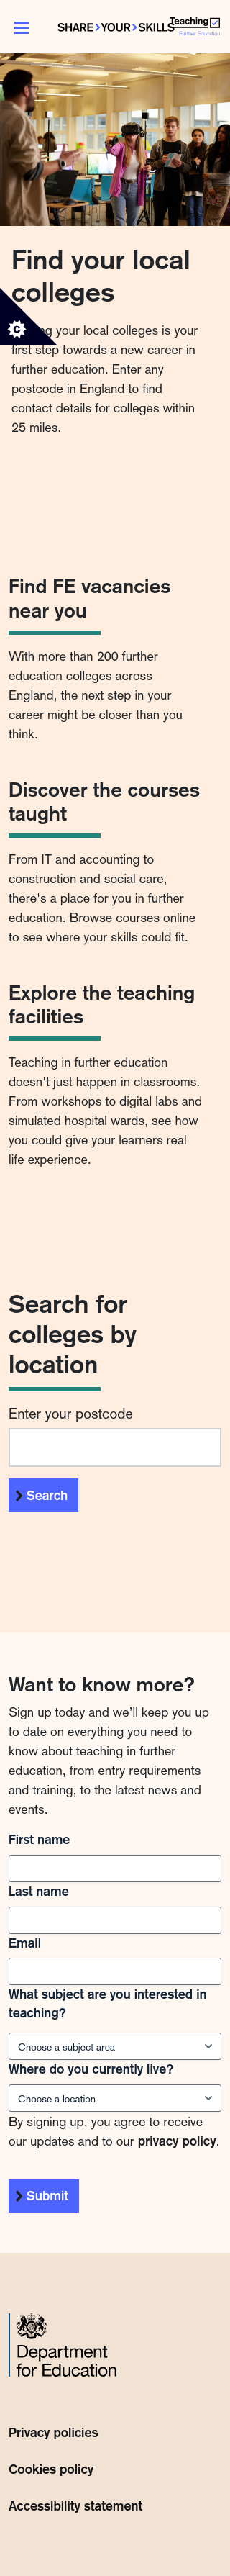 SHARE YOUR SKILLS
Teaching
Further Education
Find your local
colleges
your local colleges is your
first step towards a new career in
further education. Enter any
postcode in England to find
contact details for colleges within
25 miles.
Find FE vacancies
near you
With more than 200 further
education colleges across
England, the next step in your
career might be closer than you
think.
Discover the courses
taught
From IT and accounting to
construction and social care,
there's a place for you in further
education. Browse courses online
to see where your skills could fit.
Explore the teaching
facilities
Teaching in further education
doesn't just happen in classrooms.
From workshops to digital labs and
simulated hospital wards, see how
you could give your learners real
life experience.
Search for
colleges by
location
Enter your postcode
Search
Want to know more?
Sign up today and we’ll keep you up
to date on everything you need to
know about teaching in further
education, from entry requirements
and training, to the latest news and
events.
First name
Last name
Email
What subject are you interested in
teaching?
Choose a subject area
Where do you currently live?
Choose a location
By signing up, you agree to receive
our updates and to our privacy policy.
Submit
Department
for Education
Privacy policies
Cookies policy
Accessibility statement